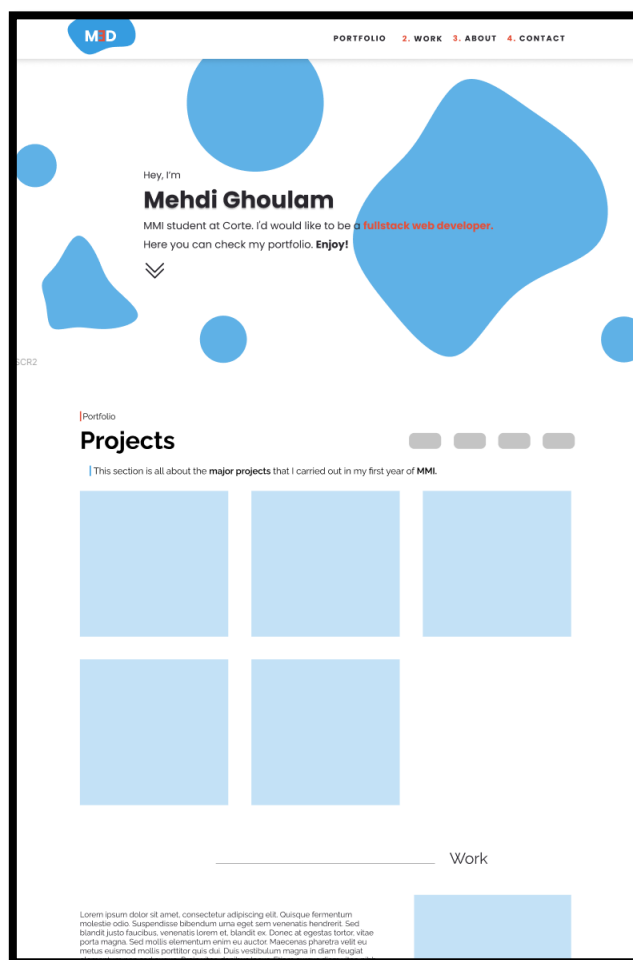 M3D
PORTFOLIO 2. WORK 3. ABOUT 4. CONTACT
Hey, I'm
Mehdi Ghoulam
MMI student at Corte. I'd would like to be a fullstack web developer.
Here you can check my portfolio. Enjoy!
SCR2
Portfolio
Projects
This section is all about the major projects that I carried out in my first year of MMI.
Work
Lorem ipsum dolor sit amet, consectetur adipiscing elit. Quisque fermentum
molestie odio. Suspendisse bibendum urna eget sem venenatis hendrerit. Sed
blandit justo faucibus, venenatis lorem et, blandit ex. Donec at egestas tortor, vitae
porta magna. Sed mollis elementum enim eu auctor. Maecenas pharetra velit eu
metus euismod mollis porttitor quis dui. Duis vestibulum magna in diam feugiat